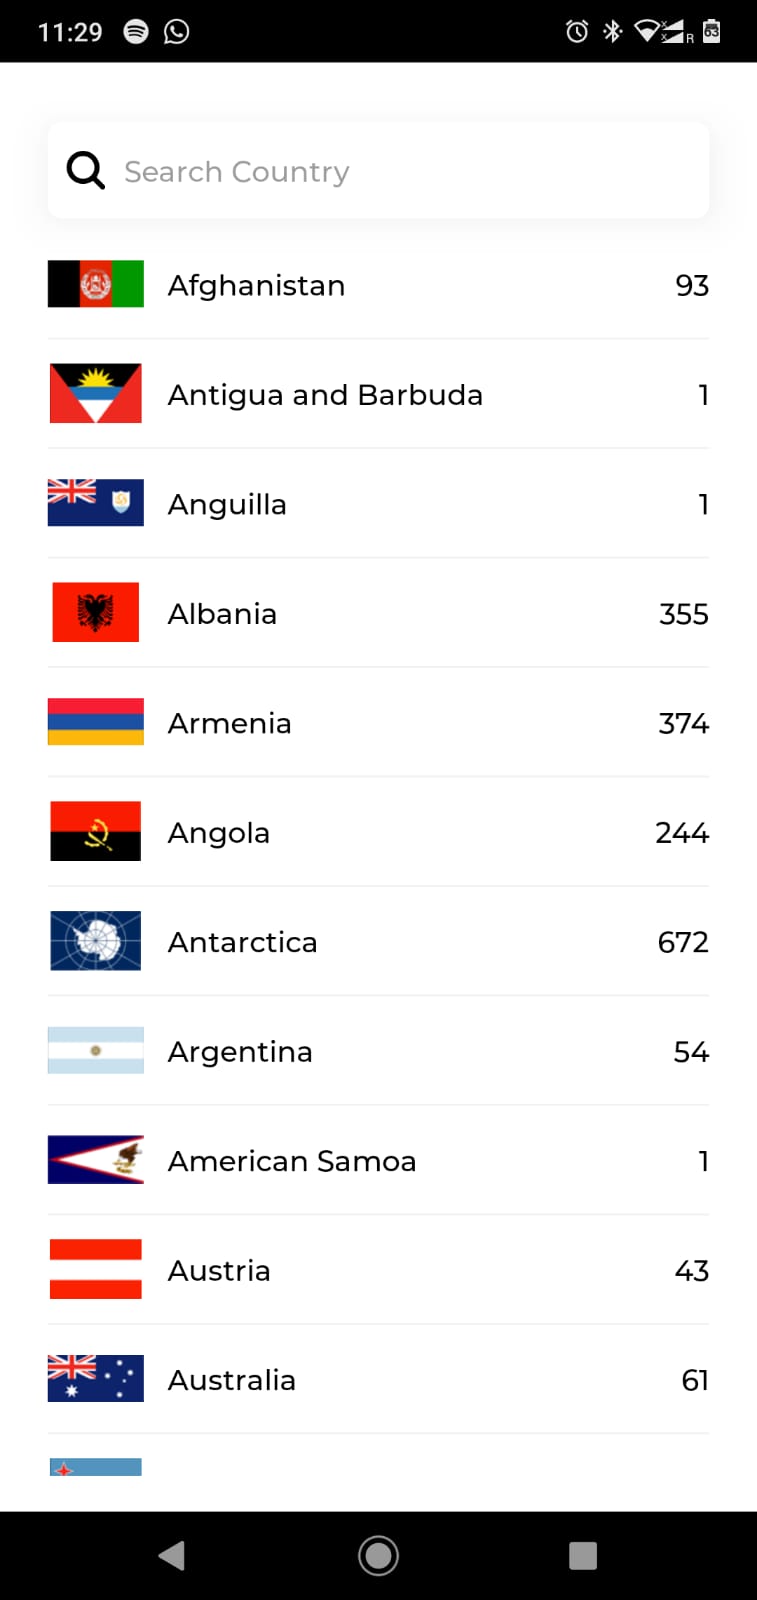 11:29
R
63
Search Country
Afghanistan 93
Antigua and Barbuda 1
Anguilla 1
Albania 355
Armenia 374
Angola 244
Antarctica 672
Argentina 54
American Samoa 1
Austria 43
Australia 61